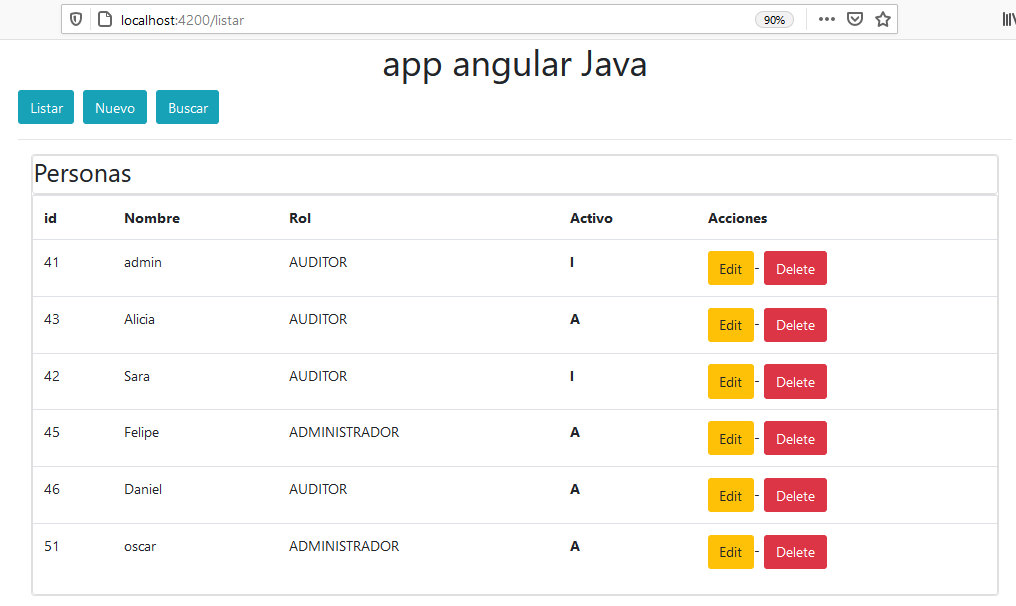 localhost:4200/listar 90%
app angular Java
Listar Nuevo Buscar
Personas
id Nombre Rol Activo Acciones
41 admin AUDITOR I Edit - Delete
43 Alicia AUDITOR A Edit - Delete
42 Sara AUDITOR I Edit - Delete
45 Felipe ADMINISTRADOR A Edit - Delete
46 Daniel AUDITOR A Edit - Delete
51 oscar ADMINISTRADOR A Edit - Delete